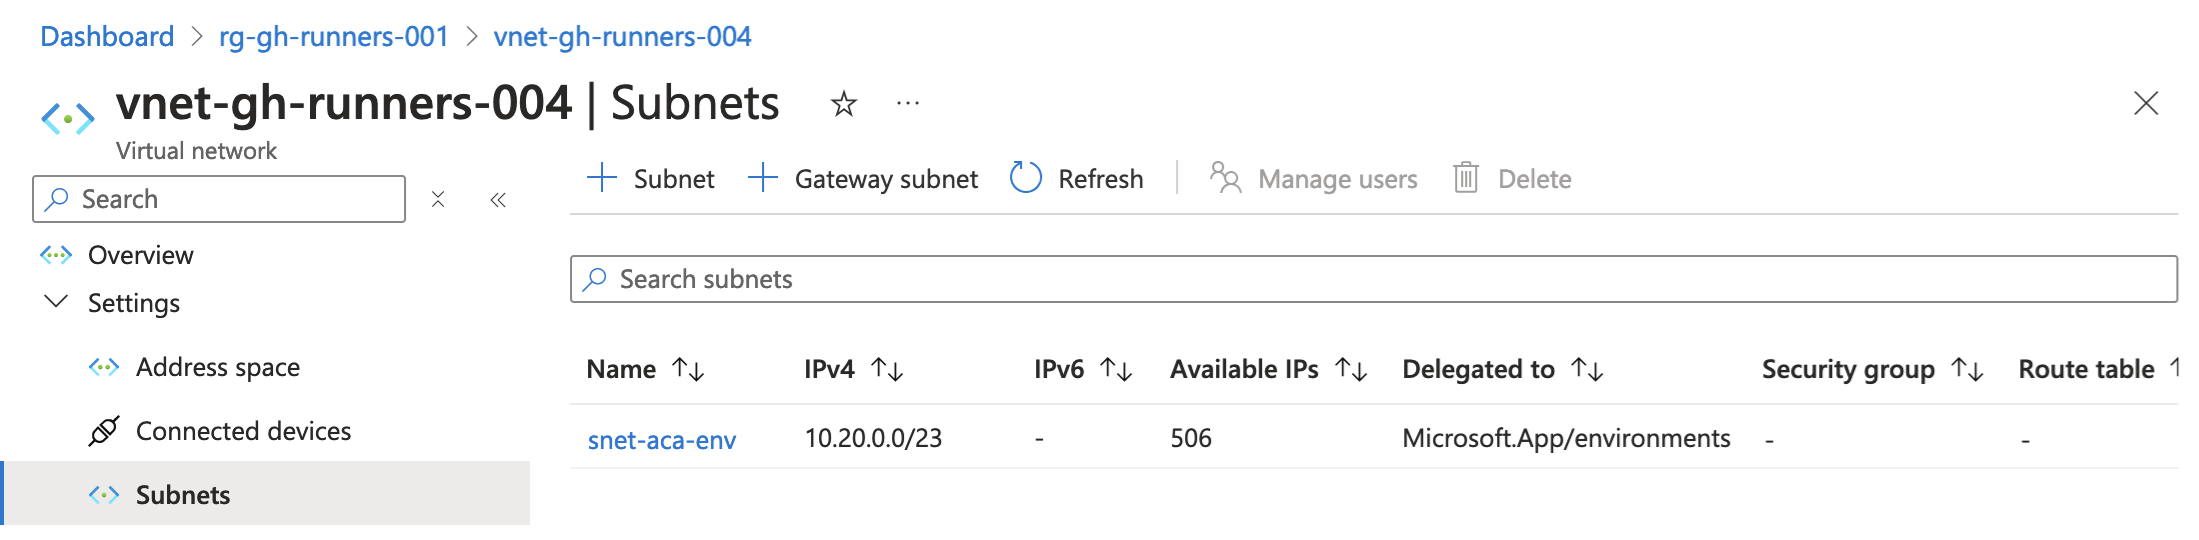 Dashboard > rg-gh-runners-001 > vnet-gh-runners-004
vnet-gh-runners-004 | Subnets ☆ ···
Virtual network
Search
Overview
Settings
Address space
Connected devices
Subnets
+ Subnet + Gateway subnet Refresh Manage users Delete
Search subnets
Name ↑↓ IPv4 ↑↓ IPv6 ↑↓ Available IPs ↑↓ Delegated to ↑↓ Security group ↑↓ Route table ↑
snet-aca-env 10.20.0.0/23 - 506 Microsoft.App/environments - -